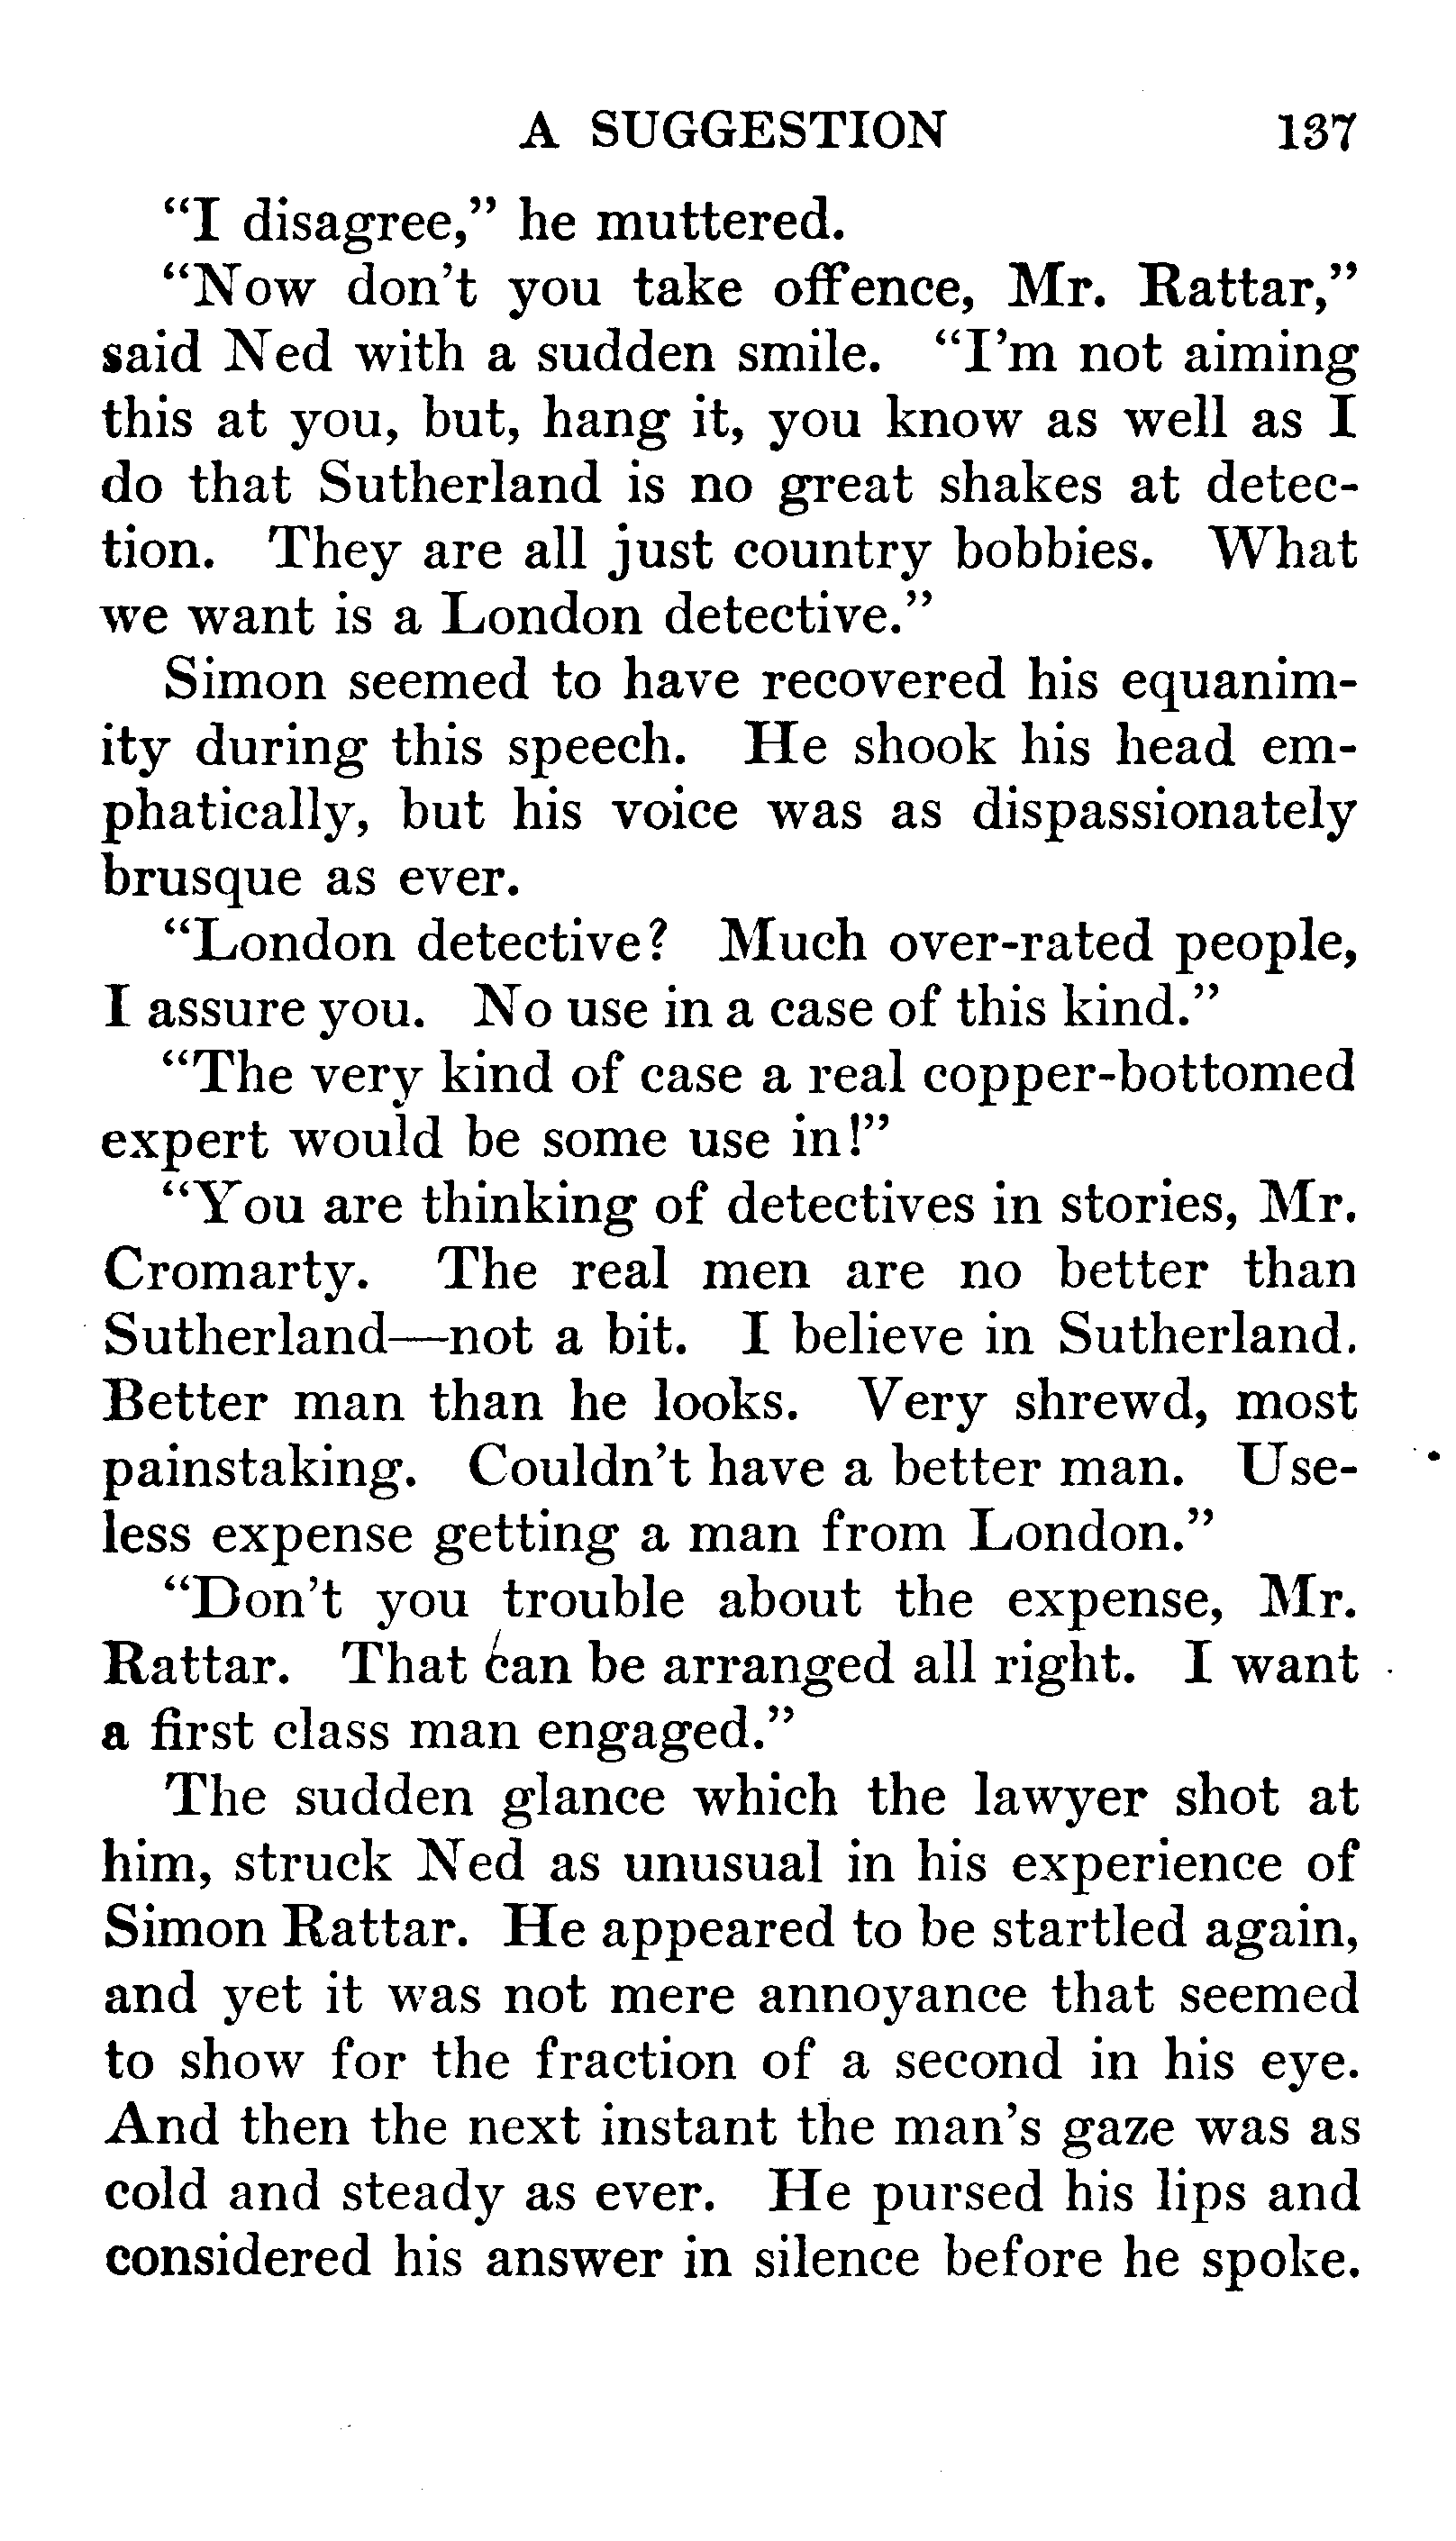 A SUGGESTION 137
“I disagree,” he muttered.
“Now don't you take offence, Mr. Rattar,”
said Ned with a sudden smile. “I'm not aiming
this at you, but, hang it, you know as well as I
do that Sutherland is no great shakes at detec-
tion. They are all just country bobbies. What
we want is a London detective.”
Simon seemed to have recovered his equanim-
ity during this speech. He shook his head em-
phatically, but his voice was as dispassionately
brusque as ever.
“London detective? Much over-rated people,
I assure you. No use in a case of this kind.”
“The very kind of case a real copper-bottomed
expert would be some use in!”
“You are thinking of detectives in stories, Mr.
Cromarty. The real men are no better than
Sutherland—not a bit. I believe in Sutherland.
Better man than he looks. Very shrewd, most
painstaking. Couldn't have a better man. Use-
less expense getting a man from London.”
“Don't you trouble about the expense, Mr.
Rattar. That can be arranged all right. I want
a first class man engaged.”
The sudden glance which the lawyer shot at
him, struck Ned as unusual in his experience of
Simon Rattar. He appeared to be startled again,
and yet it was not mere annoyance that seemed
to show for the fraction of a second in his eye.
And then the next instant the man's gaze was as
cold and steady as ever. He pursed his lips and
considered his answer in silence before he spoke.